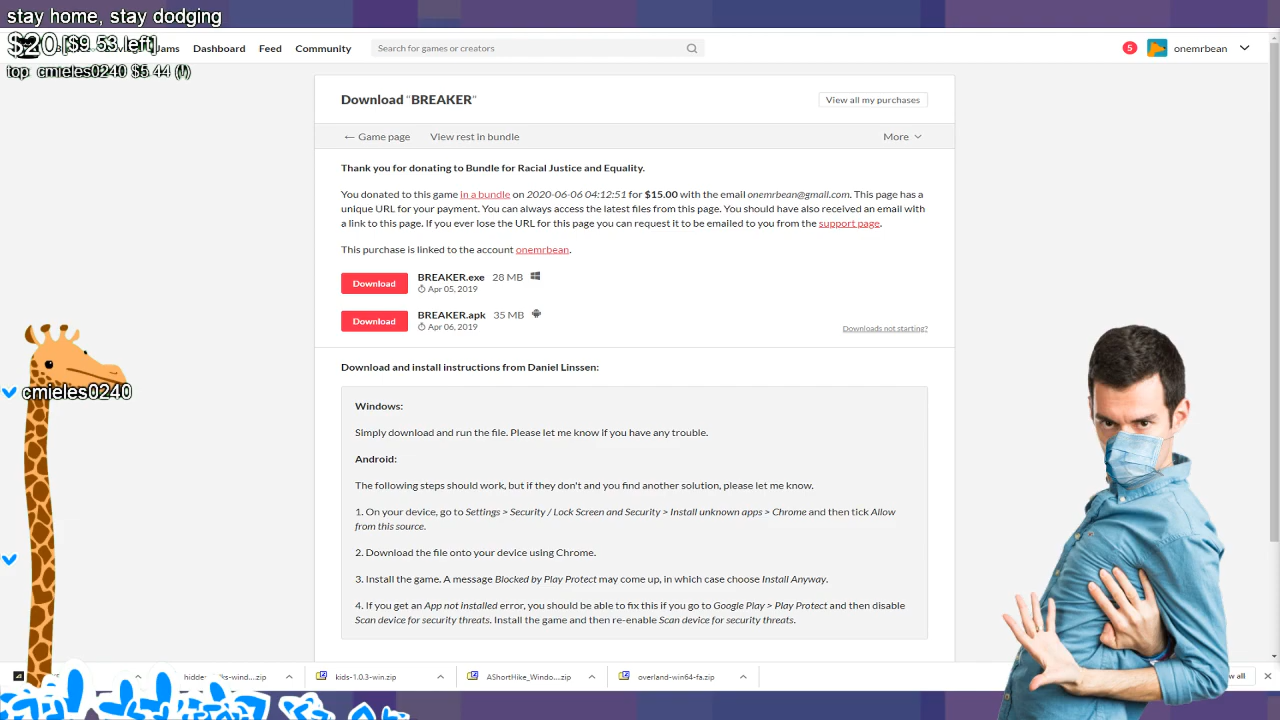 stay home, stay dodging
$20 [$9.53 left]
top: cmieles0240 $5.44 (!)
Jams Dashboard Feed Community Search for games or creators 5 onemrbean
Download "BREAKER" View all my purchases
← Game page View rest in bundle More
Thank you for donating to Bundle for Racial Justice and Equality.
You donated to this game in a bundle on 2020-06-06 04:12:51 for $15.00 with the email onemrbean@gmail.com. This page has a
unique URL for your payment. You can always access the latest files from this page. You should have also received an email with
a link to this page. If you ever lose the URL for this page you can request it to be emailed to you from the support page.
This purchase is linked to the account onemrbean.
Download BREAKER.exe 28 MB
Apr 05, 2019
Download BREAKER.apk 35 MB
Apr 06, 2019
Downloads not starting?
Download and install instructions from Daniel Linssen:
cmieles0240
Windows:
Simply download and run the file. Please let me know if you have any trouble.
Android:
The following steps should work, but if they don't and you find another solution, please let me know.
1. On your device, go to Settings > Security / Lock Screen and Security > Install unknown apps > Chrome and then tick Allow
from this source.
2. Download the file onto your device using Chrome.
3. Install the game. A message Blocked by Play Protect may come up, in which case choose Install Anyway.
4. If you get an App not installed error, you should be able to fix this if you go to Google Play > Play Protect and then disable
Scan device for security threats. Install the game and then re-enable Scan device for security threats.
kids-1.0.3-win.zip AShortHike_Windo....zip overland-win64-fa.zip all